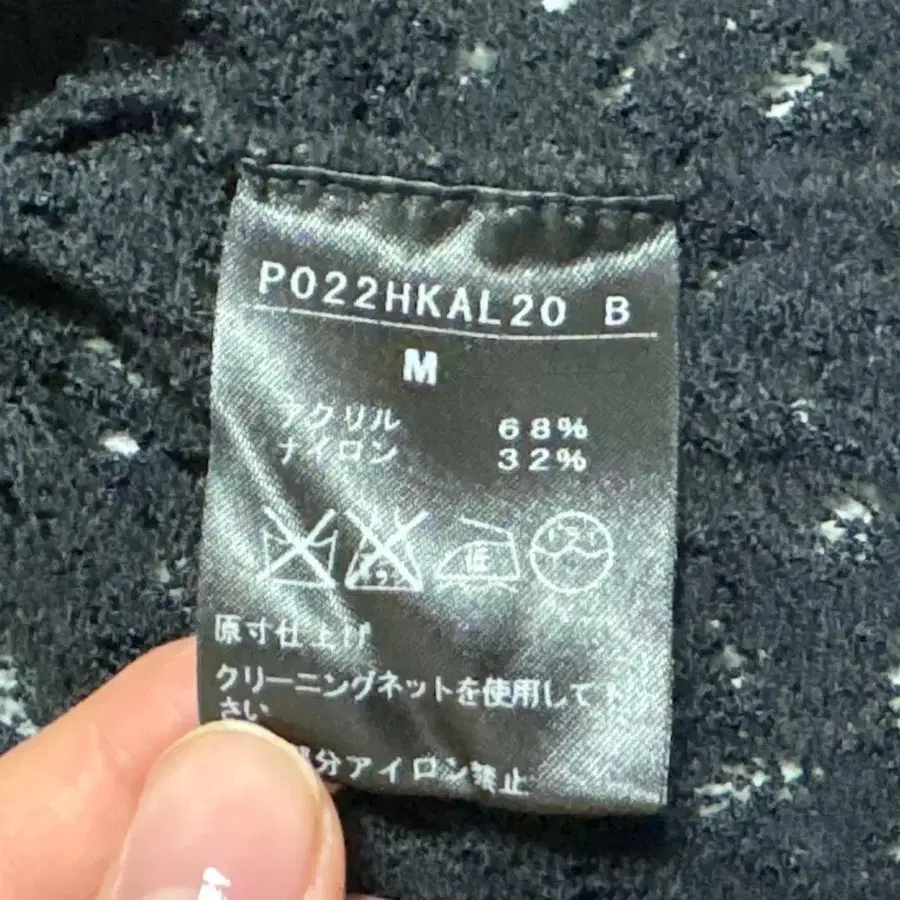 P022HKAL20 B
M
アクリル 68%
ナイロン 32%
原寸仕上げ
クリーニングネットを使用して下
さい
部分アイロン禁止